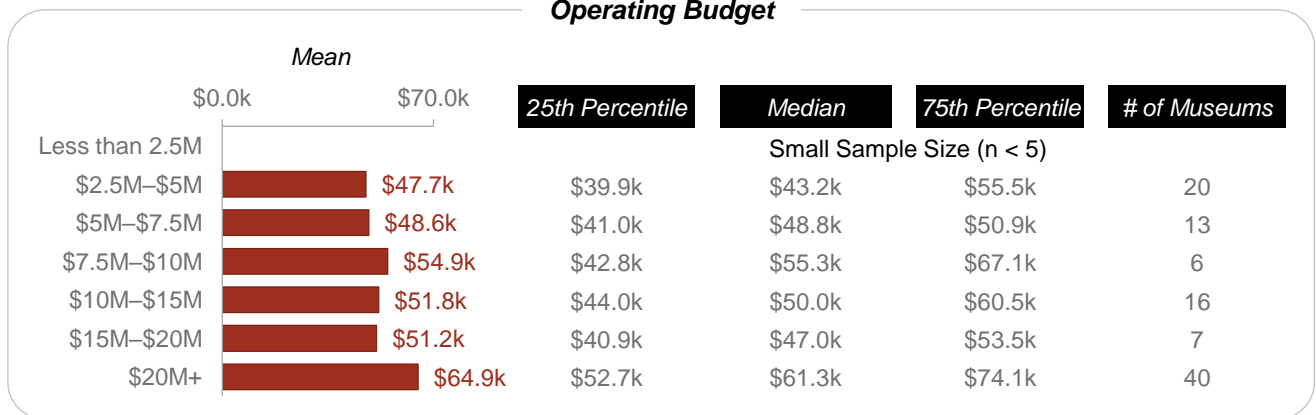 Operating Budget
Mean
$0.0k $70.0k 25th Percentile Median 75th Percentile # of Museums
Less than 2.5M Small Sample Size (n < 5)
$2.5M–$5M $47.7k $39.9k $43.2k $55.5k 20
$5M–$7.5M $48.6k $41.0k $48.8k $50.9k 13
$7.5M–$10M $54.9k $42.8k $55.3k $67.1k 6
$10M–$15M $51.8k $44.0k $50.0k $60.5k 16
$15M–$20M $51.2k $40.9k $47.0k $53.5k 7
$20M+ $64.9k $52.7k $61.3k $74.1k 40